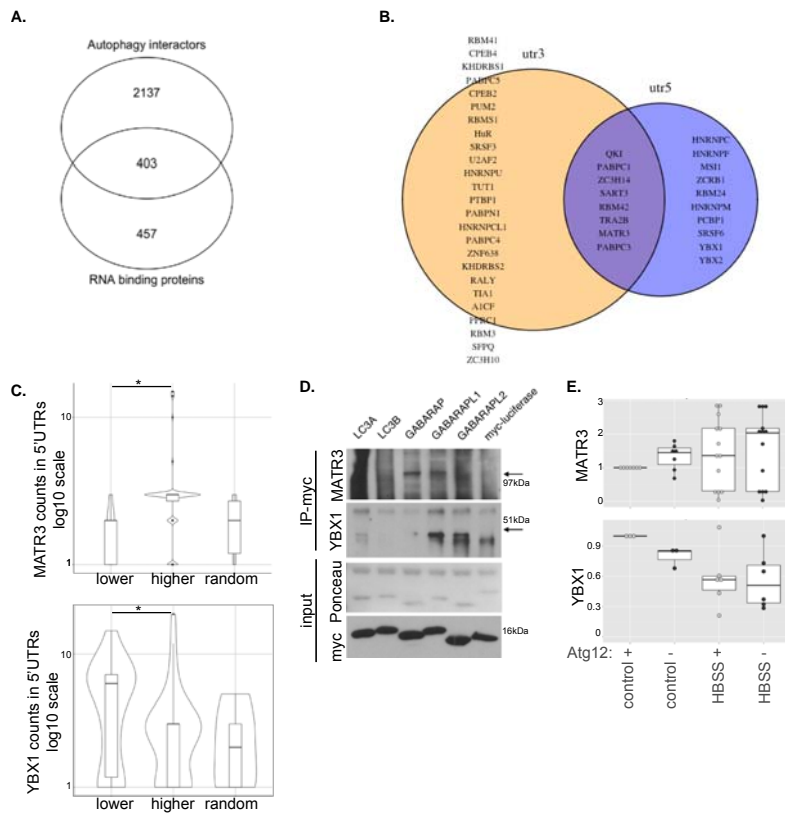 A.
Autophagy interactors
2137
403
457
RNA binding proteins
B.
utr3
utr5
RBM41
CPEB4
KHDRBS1
PABPC5
CPEB2
PUM2
RBMS1
HuR
SRSF3
U2AF2
HNRNPU
TUT1
PTBP1
PABPN1
HNRNPCL1
PABPC4
ZNF638
KHDRBS2
RALY
TIA1
A1CF
PPRC1
RBM3
SFPQ
ZC3H10
QKI
PABPC1
ZC3H14
SART3
RBM42
TRA2B
MATR3
PABPC3
HNRNPC
HNRNPF
MSI1
ZCRB1
RBM24
HNRNPM
PCBP1
SRSF6
YBX1
YBX2
C.
MATR3 counts in 5'UTRs
log10 scale
10
1
*
lower higher random
YBX1 counts in 5'UTRs
log10 scale
10
1
*
lower higher random
D.
LC3A
LC3B
GABARAP
GABARAPL1
GABARAPL2
myc-luciferase
IP-myc
MATR3
97kDa
YBX1
51kDa
input
Ponceau
myc
16kDa
E.
MATR3
3
2
1
0
YBX1
0.9
0.6
0.3
0
Atg12: + - + -
control
control
HBSS
HBSS